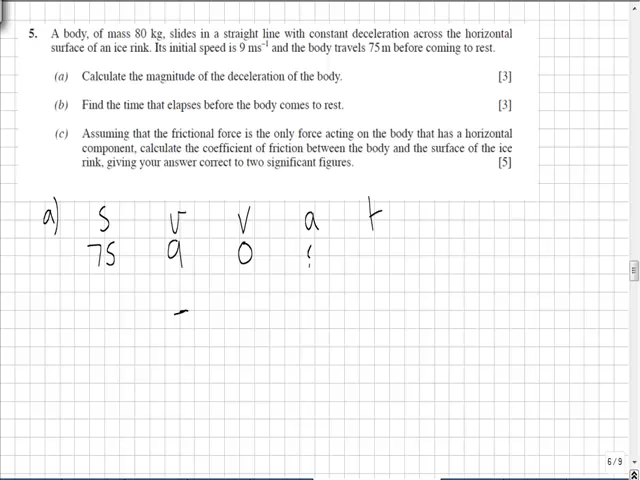 5. A body, of mass 80 kg, slides in a straight line with constant deceleration across the horizontal
surface of an ice rink. Its initial speed is 9 ms⁻¹ and the body travels 75 m before coming to rest.
(a) Calculate the magnitude of the deceleration of the body. [3]
(b) Find the time that elapses before the body comes to rest. [3]
(c) Assuming that the frictional force is the only force acting on the body that has a horizontal
component, calculate the coefficient of friction between the body and the surface of the ice
rink, giving your answer correct to two significant figures. [5]
a) s u v a t
75 9 0 ?
-
6 / 9